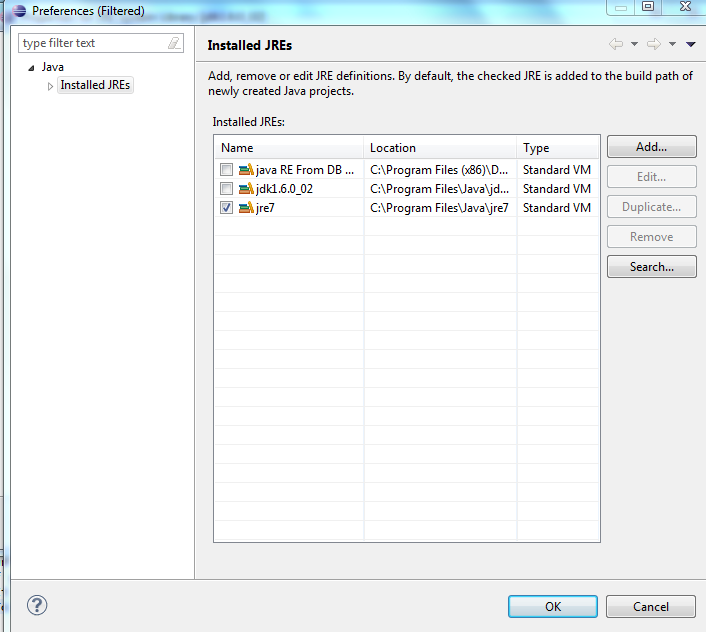 Preferences (Filtered)
type filter text
Java
Installed JREs
Installed JREs
Add, remove or edit JRE definitions. By default, the checked JRE is added to the build path of
newly created Java projects.
Installed JREs:
Name Location Type
java RE From DB ... C:\Program Files (x86)\D... Standard VM
jdk1.6.0_02 C:\Program Files\Java\jd... Standard VM
jre7 C:\Program Files\Java\jre7 Standard VM
Add...
Edit...
Duplicate...
Remove
Search...
OK Cancel